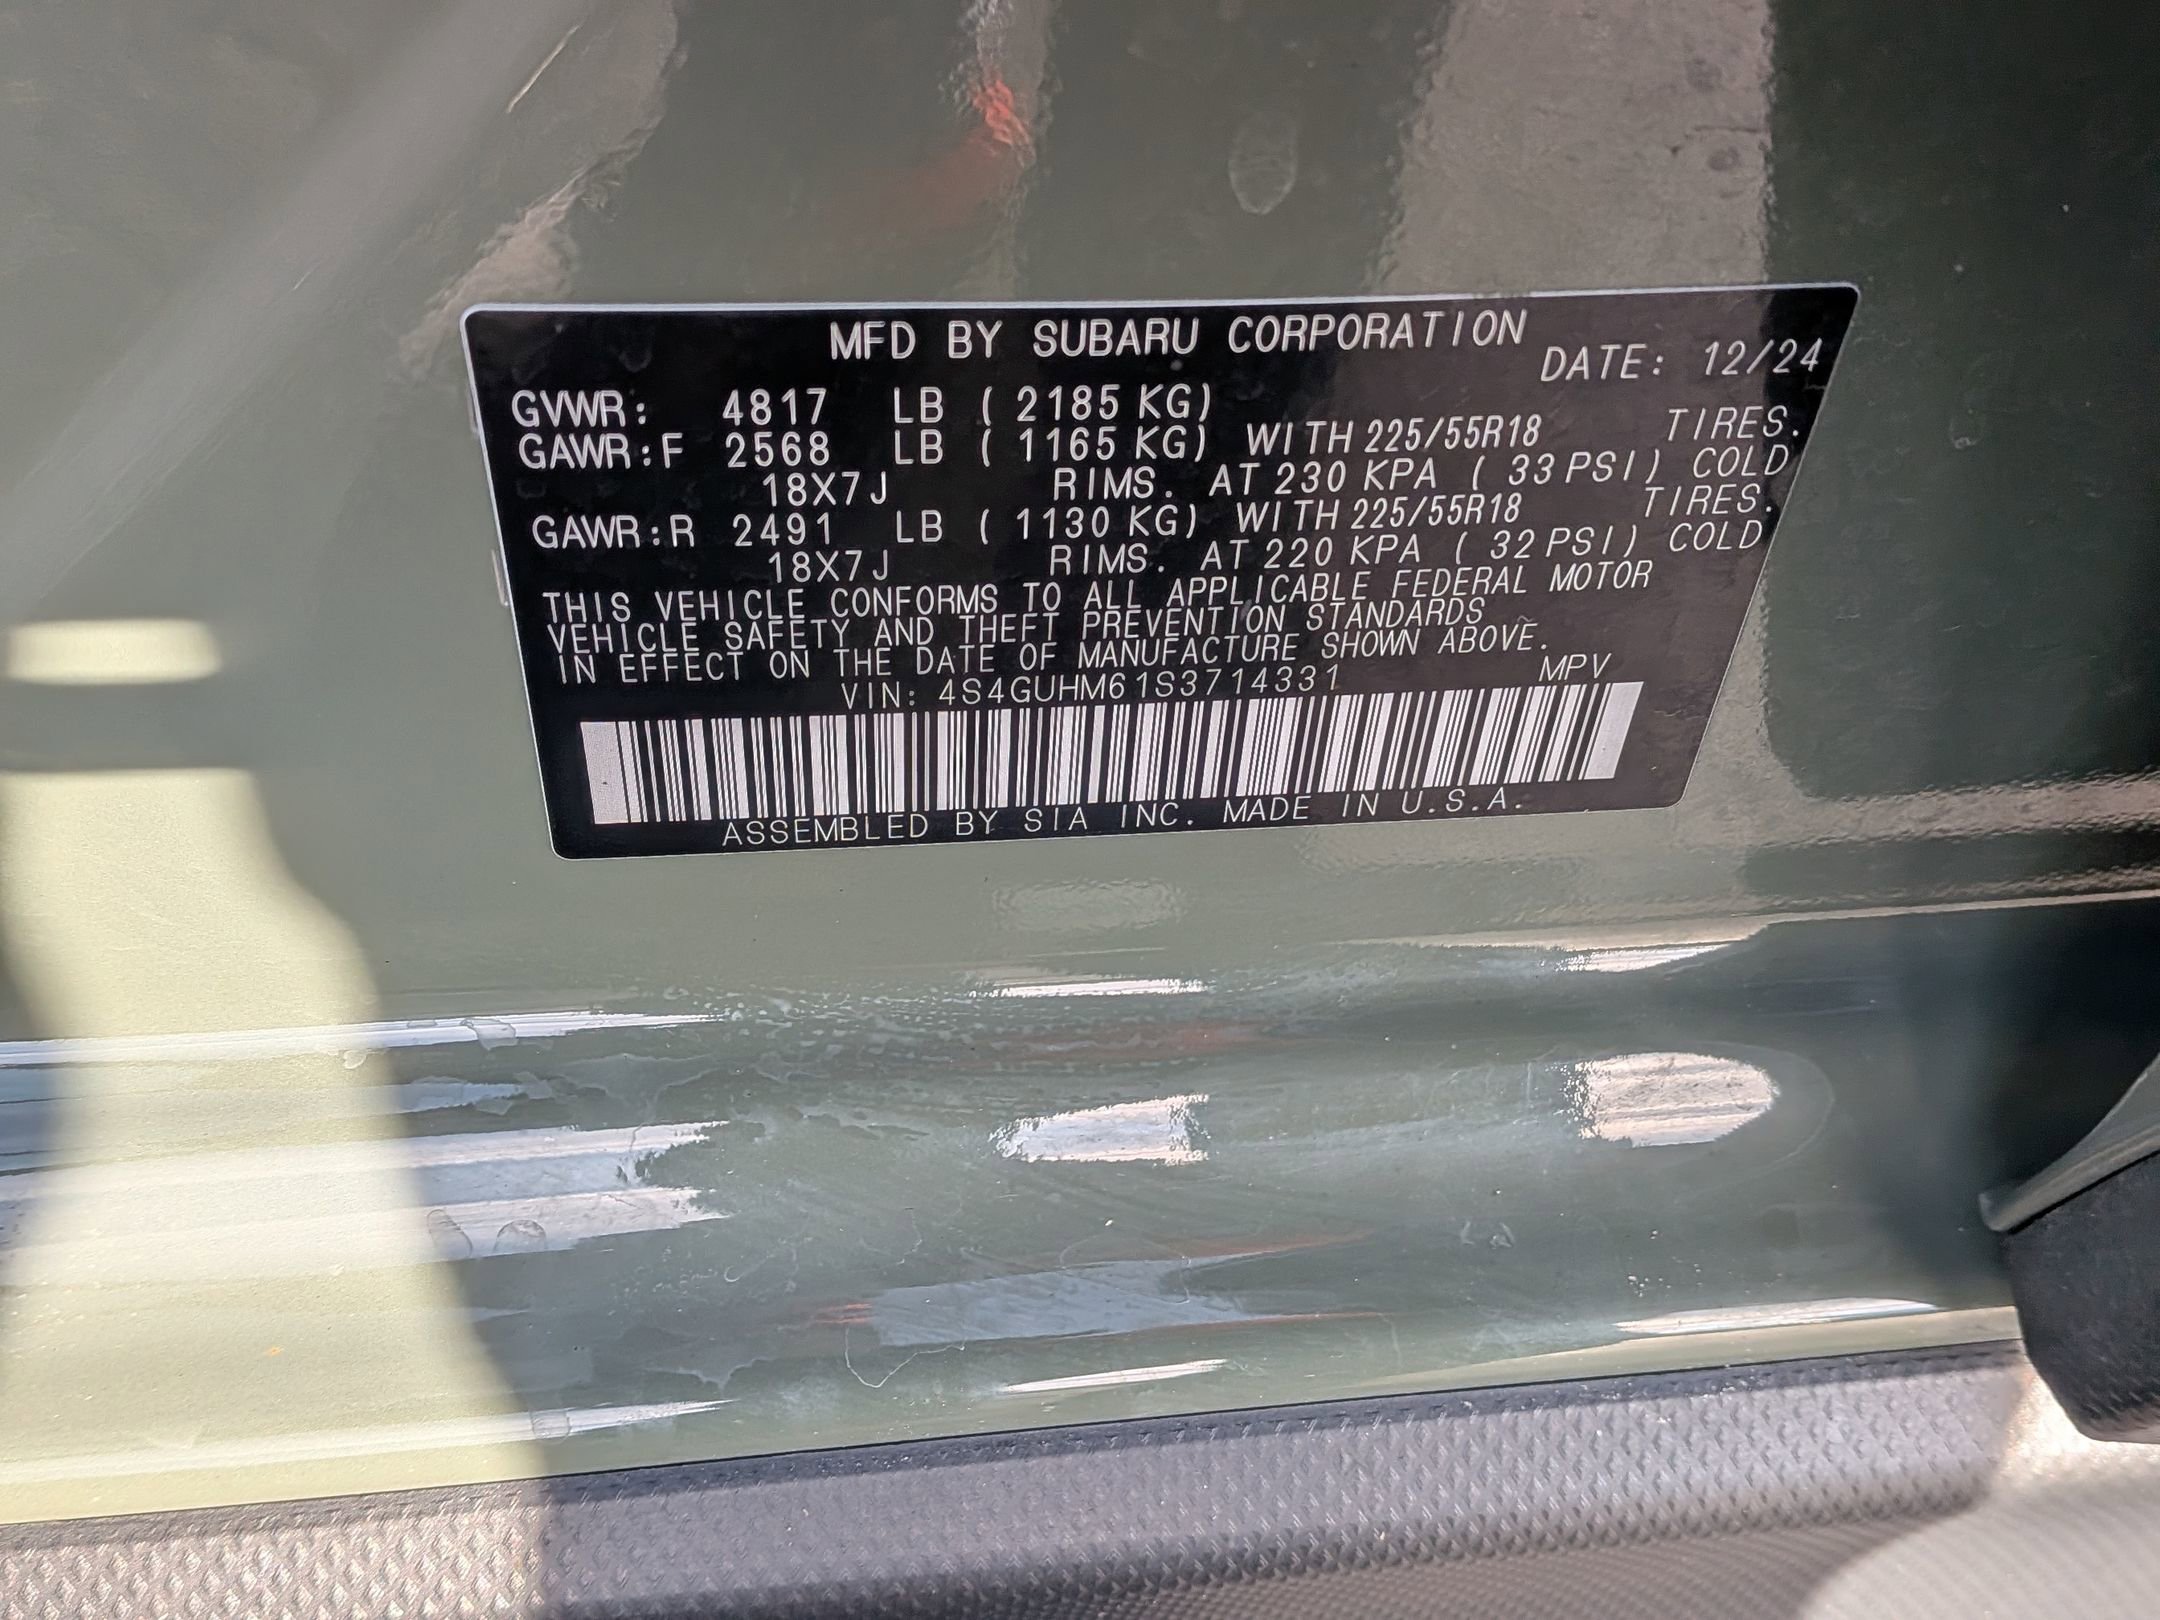 MFD BY SUBARU CORPORATION
DATE: 12/24
GVWR: 4817 LB ( 2185 KG)
GAWR:F 2568 LB ( 1165 KG) WITH 225/55R18 TIRES.
18X7J RIMS. AT 230 KPA ( 33 PSI) COLD
GAWR:R 2491 LB ( 1130 KG) WITH 225/55R18 TIRES.
18X7J RIMS. AT 220 KPA ( 32 PSI) COLD
THIS VEHICLE CONFORMS TO ALL APPLICABLE FEDERAL MOTOR
VEHICLE SAFETY AND THEFT PREVENTION STANDARDS
IN EFFECT ON THE DATE OF MANUFACTURE SHOWN ABOVE.
VIN: 4S4GUHM61S3714331 MPV
ASSEMBLED BY SIA INC. MADE IN U.S.A.